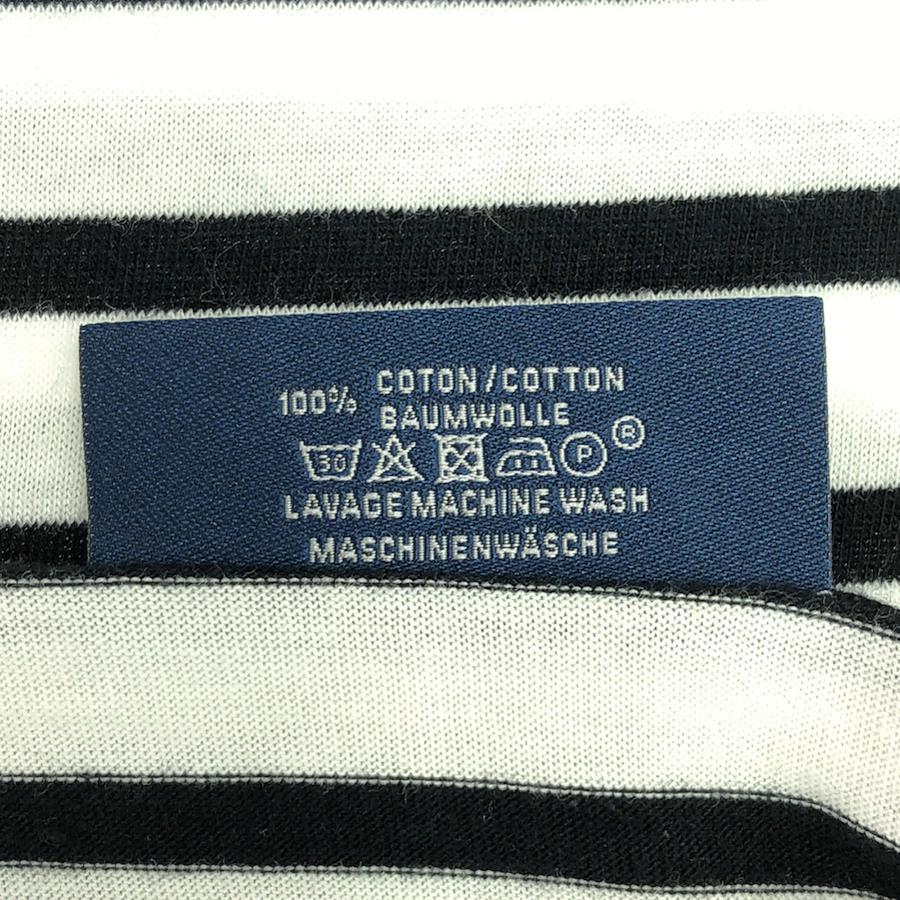 100% COTON/COTTON
BAUMWOLLE
30 P ®
LAVAGE MACHINE WASH
MASCHINENWÄSCHE